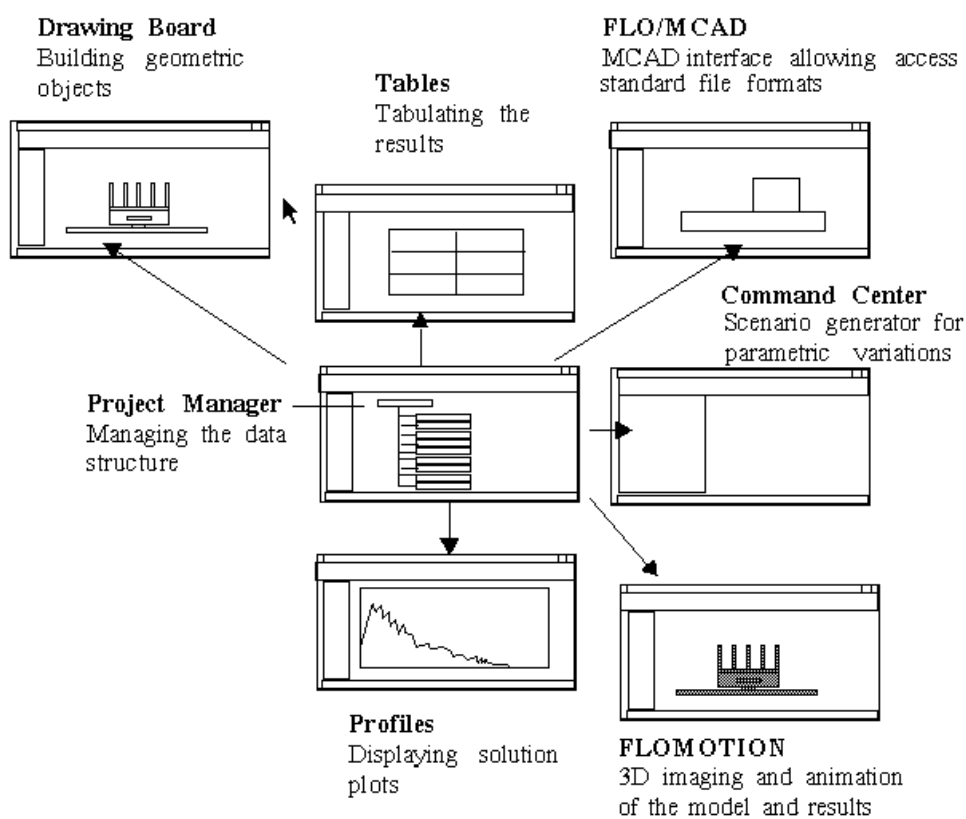 Drawing Board
Building geometric
objects
FLO/MCAD
MCAD interface allowing access
standard file formats
Tables
Tabulating the
results
Command Center
Scenario generator for
parametric variations
Project Manager
Managing the data
structure
Profiles
Displaying solution
plots
FLOMOTION
3D imaging and animation
of the model and results